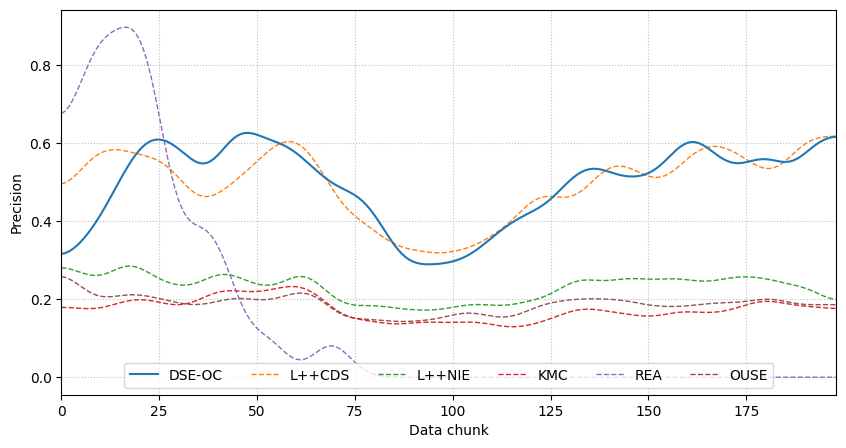 Precision
0.8
0.6
0.4
0.2
0.0
DSE-OC L++CDS L++NIE KMC REA OUSE
0 25 50 75 100 125 150 175
Data chunk